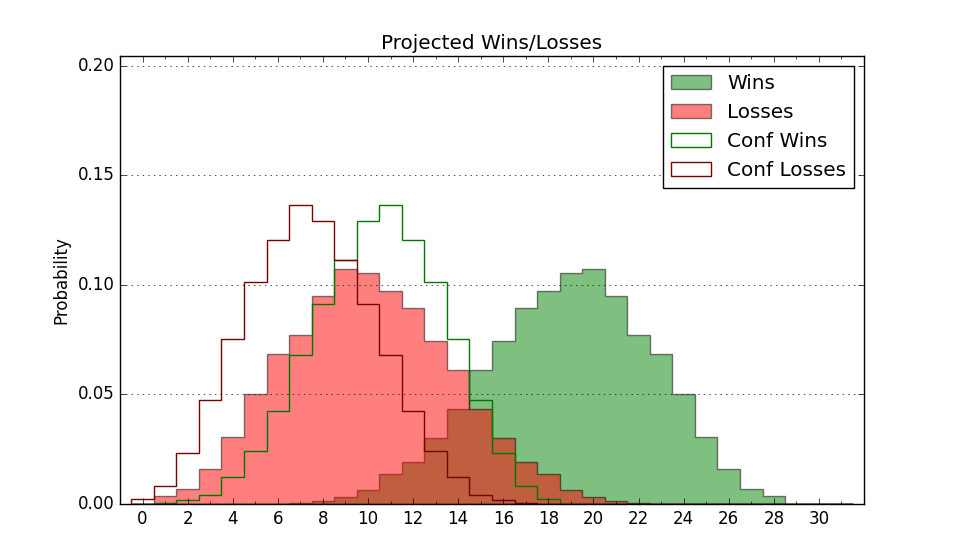 Projected Wins/Losses
0.20
0.15
0.10
0.05
0.00
Probability
Wins
Losses
Conf Wins
Conf Losses
0 2 4 6 8 10 12 14 16 18 20 22 24 26 28 30